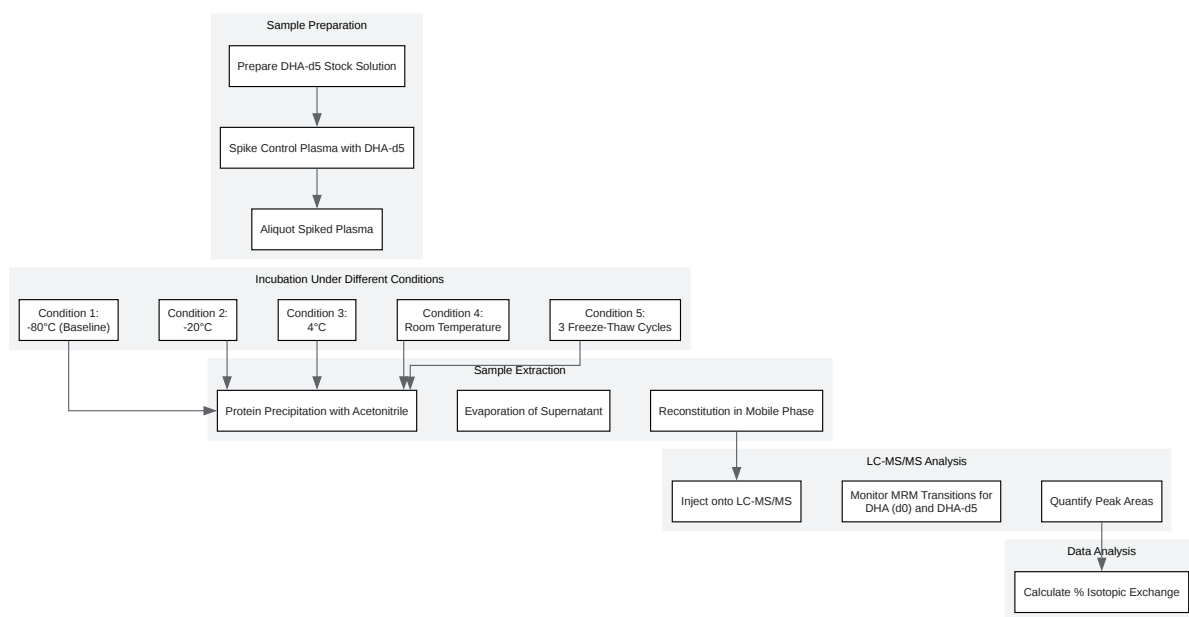 Sample Preparation
Prepare DHA-d5 Stock Solution
Spike Control Plasma with DHA-d5
Aliquot Spiked Plasma
Incubation Under Different Conditions
Condition 1:
-80°C (Baseline)
Condition 2:
-20°C
Condition 3:
4°C
Condition 4:
Room Temperature
Condition 5:
3 Freeze-Thaw Cycles
Sample Extraction
Protein Precipitation with Acetonitrile
Evaporation of Supernatant
Reconstitution in Mobile Phase
LC-MS/MS Analysis
Inject onto LC-MS/MS
Monitor MRM Transitions for
DHA (d0) and DHA-d5
Quantify Peak Areas
Data Analysis
Calculate % Isotopic Exchange